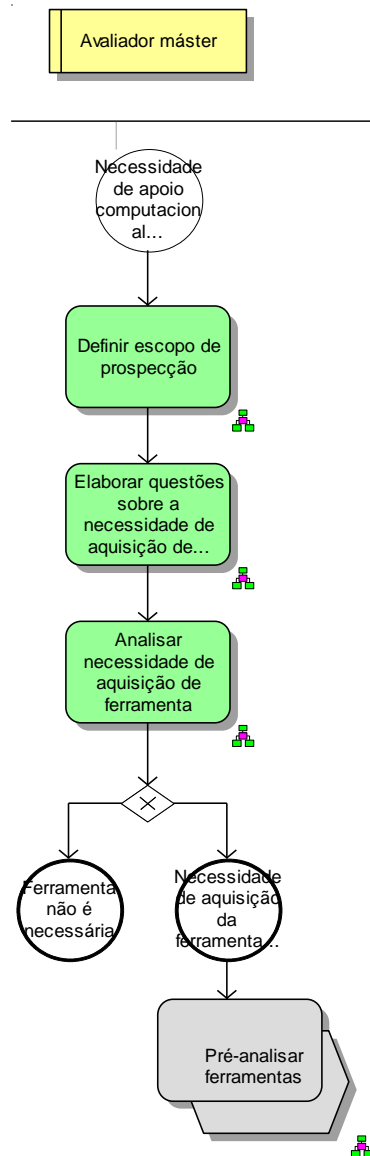 Avaliador máster
Necessidade
de apoio
computacion
al...
Definir escopo de
prospecção
Elaborar questões
sobre a
necessidade de
aquisição de...
Analisar
necessidade de
aquisição de
ferramenta
Ferramenta
não é
necessária
Necessidade
de aquisição
da
ferramenta...
Pré-analisar
ferramentas